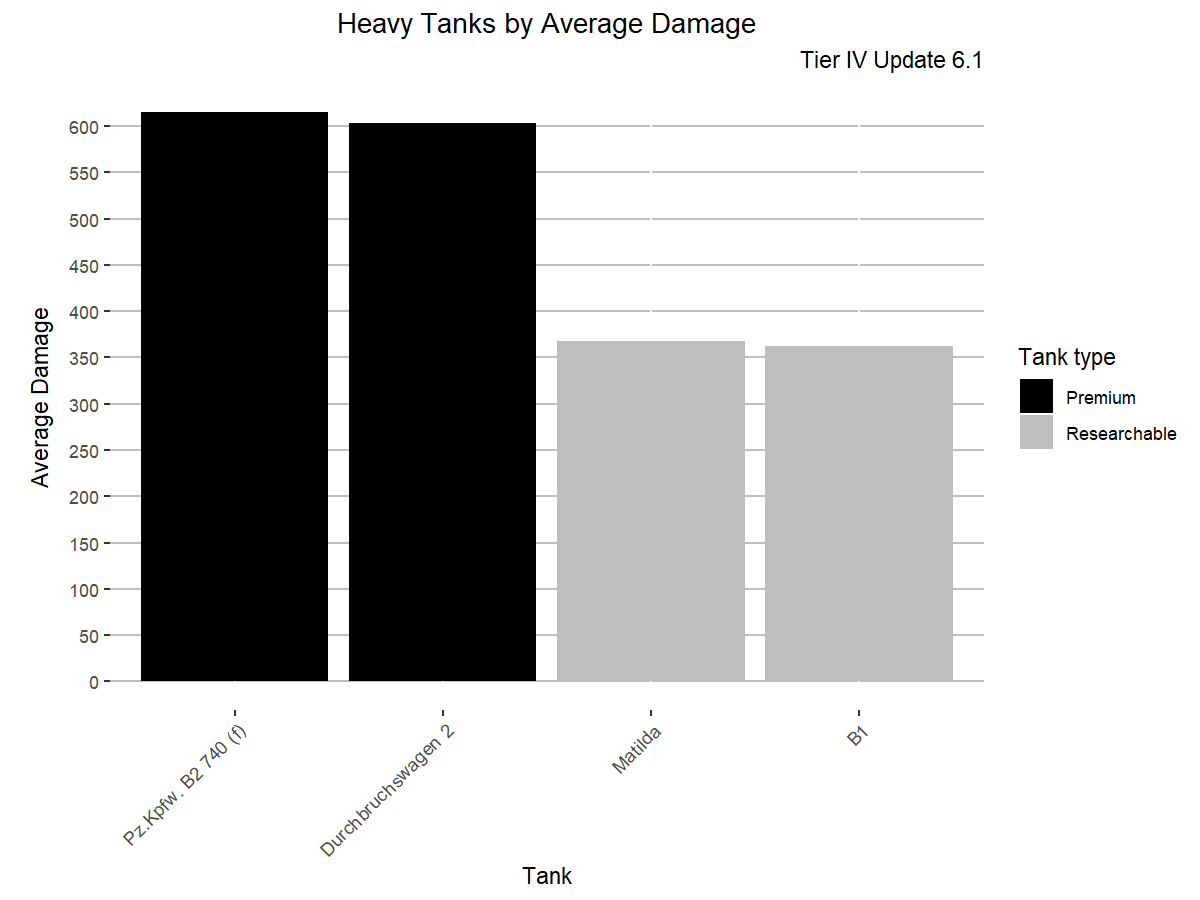 Heavy Tanks by Average Damage
Tier IV Update 6.1
Average Damage
600
550
500
450
400
350
300
250
200
150
100
50
0
Pz.Kpfw. B2 740 (f)
Durchbruchswagen 2
Matilda
B1
Tank
Tank type
Premium
Researchable